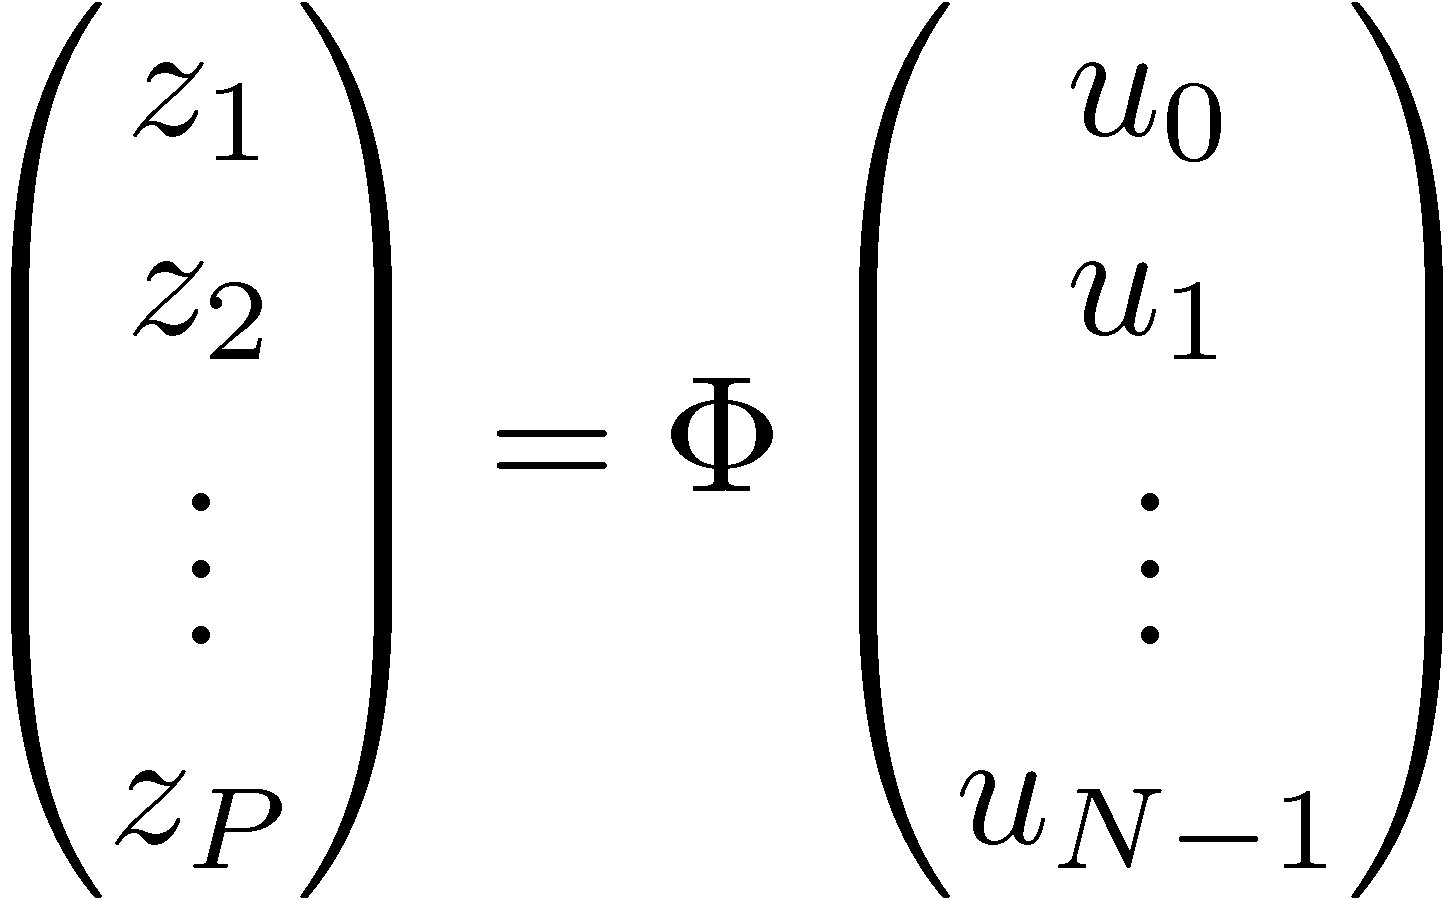 z_1 u_0
z_2 u_1
⋮ = Φ ⋮
z_P u_{N-1}